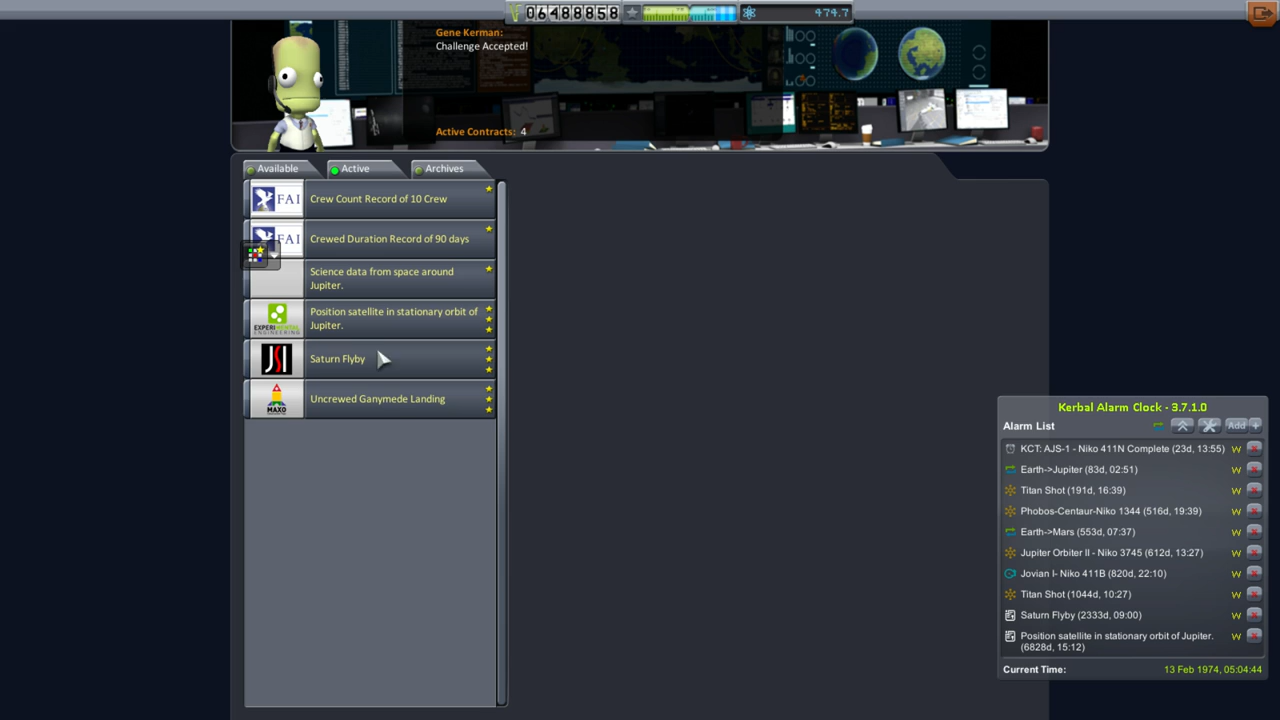 06488858
474.7
Gene Kerman:
Challenge Accepted!
Active Contracts: 4
Available
Active
Archives
FAI
Crew Count Record of 10 Crew
FAI
Crewed Duration Record of 90 days
Science data from space around
Jupiter.
EXPERIMENTAL
ENGINEERING
Position satellite in stationary orbit of
Jupiter.
JSI
Saturn Flyby
MAXO
Uncrewed Ganymede Landing
Kerbal Alarm Clock - 3.7.1.0
Alarm List
Add +
KCT: AJS-1 - Niko 411N Complete (23d, 13:55) W
Earth->Jupiter (83d, 02:51) W
Titan Shot (191d, 16:39) W
Phobos-Centaur-Niko 1344 (516d, 19:39) W
Earth->Mars (553d, 07:37) W
Jupiter Orbiter II - Niko 3745 (612d, 13:27) W
Jovian I- Niko 411B (820d, 22:10) W
Titan Shot (1044d, 10:27) W
Saturn Flyby (2333d, 09:00) W
Position satellite in stationary orbit of Jupiter. W
(6828d, 15:12)
Current Time: 13 Feb 1974, 05:04:44